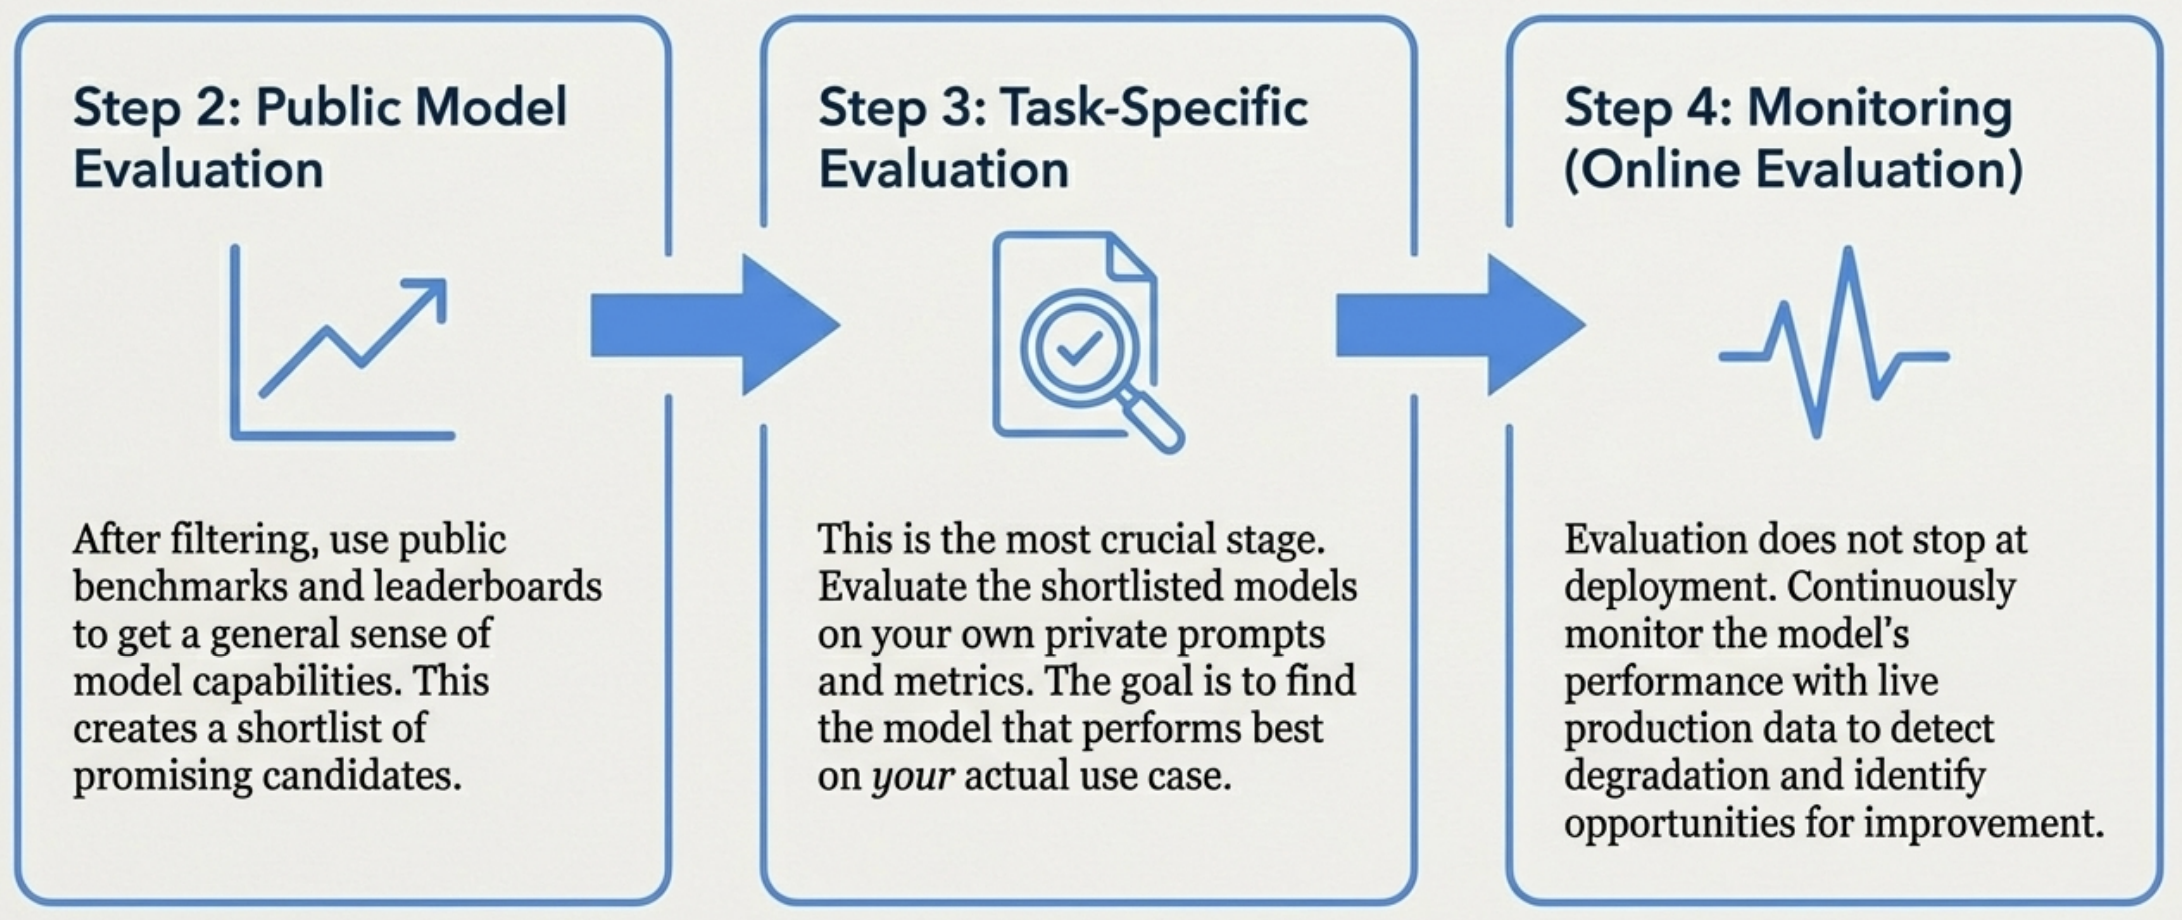 Step 2: Public Model
Evaluation
After filtering, use public
benchmarks and leaderboards
to get a general sense of
model capabilities. This
creates a shortlist of
promising candidates.
Step 3: Task-Specific
Evaluation
This is the most crucial stage.
Evaluate the shortlisted models
on your own private prompts
and metrics. The goal is to find
the model that performs best
on your actual use case.
Step 4: Monitoring
(Online Evaluation)
Evaluation does not stop at
deployment. Continuously
monitor the model’s
performance with live
production data to detect
degradation and identify
opportunities for improvement.